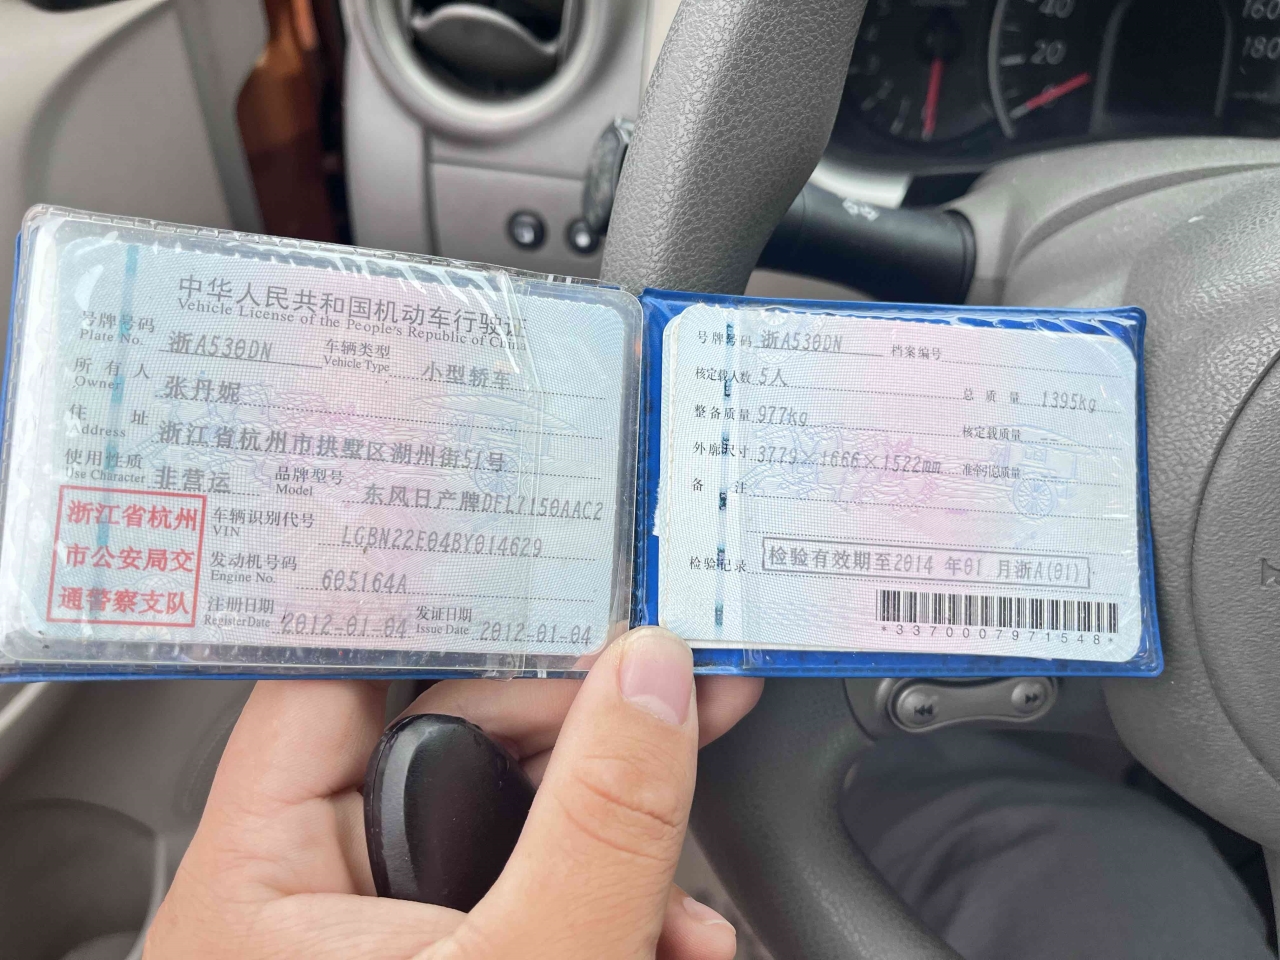 中华人民共和国机动车行驶证
Vehicle License of the People's Republic of China
号牌号码 浙A530DN 车辆类型 小型轿车
Plate No. Vehicle Type
所有人 张丹妮
Owner
住址 浙江省杭州市拱墅区湖州街51号
Address
使用性质 非营运 品牌型号 东风日产牌DFL7150AAC2
Use Character Model
浙江省杭州
市公安局交
通警察支队
车辆识别代号 LGBN22E04BY014629
VIN
发动机号码 605164A
Engine No.
注册日期 2012-01-04 发证日期 2012-01-04
Register Date Issue Date
号牌号码 浙A530DN 档案编号
核定载人数 5人 总质量 1395kg
整备质量 977kg 核定载质量 --
外廓尺寸 3779×1666×1522mm 准牵引总质量
备注
检验记录 检验有效期至2014年01月浙A(01)
*3370007971548*
40
20
0
160
180